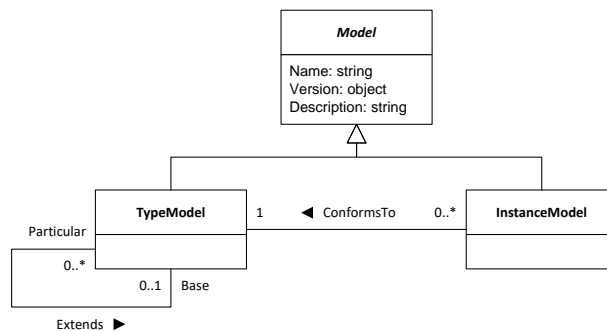 Model
Name: string
Version: object
Description: string
TypeModel
1
◄ ConformsTo
0..*
InstanceModel
Particular
0..*
0..1
Base
Extends ►